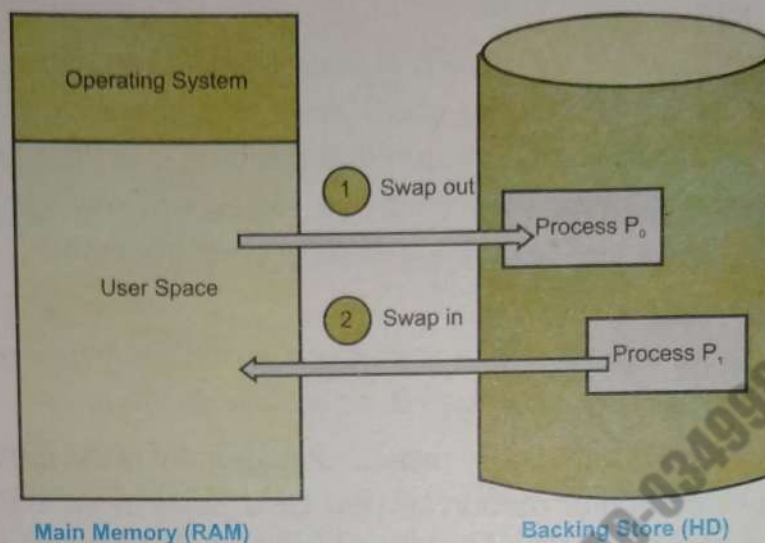 Operating System
1 Swap out
Process P₀
User Space
2 Swap in
Process P₁
Main Memory (RAM)
Backing Store (HD)